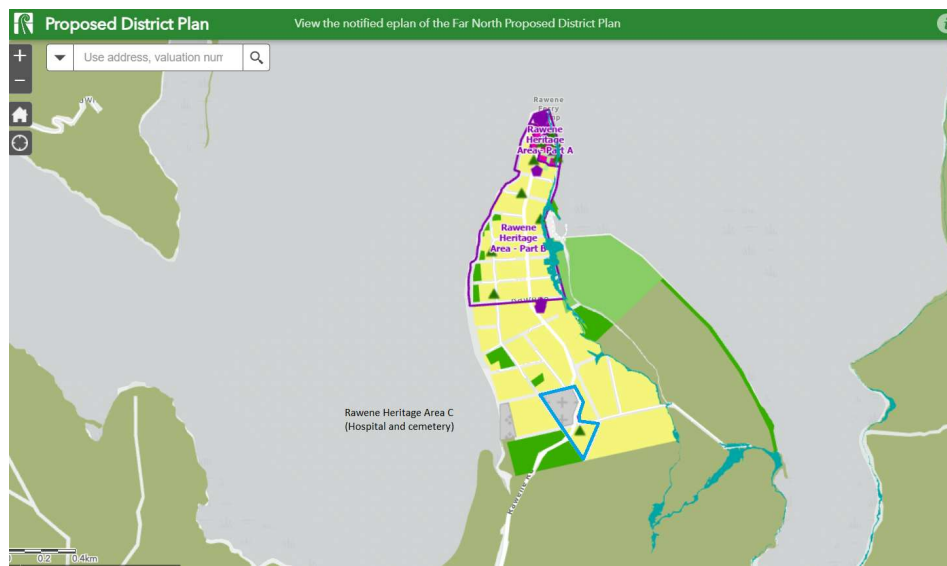 Proposed District Plan
View the notified eplan of the Far North Proposed District Plan
+
Use address, valuation num
−
Rawene
Rawene
Heritage
Area - Part A
Rawene
Heritage
Area - Part B
Rawene Heritage Area C
(Hospital and cemetery)
0.2 0.4km